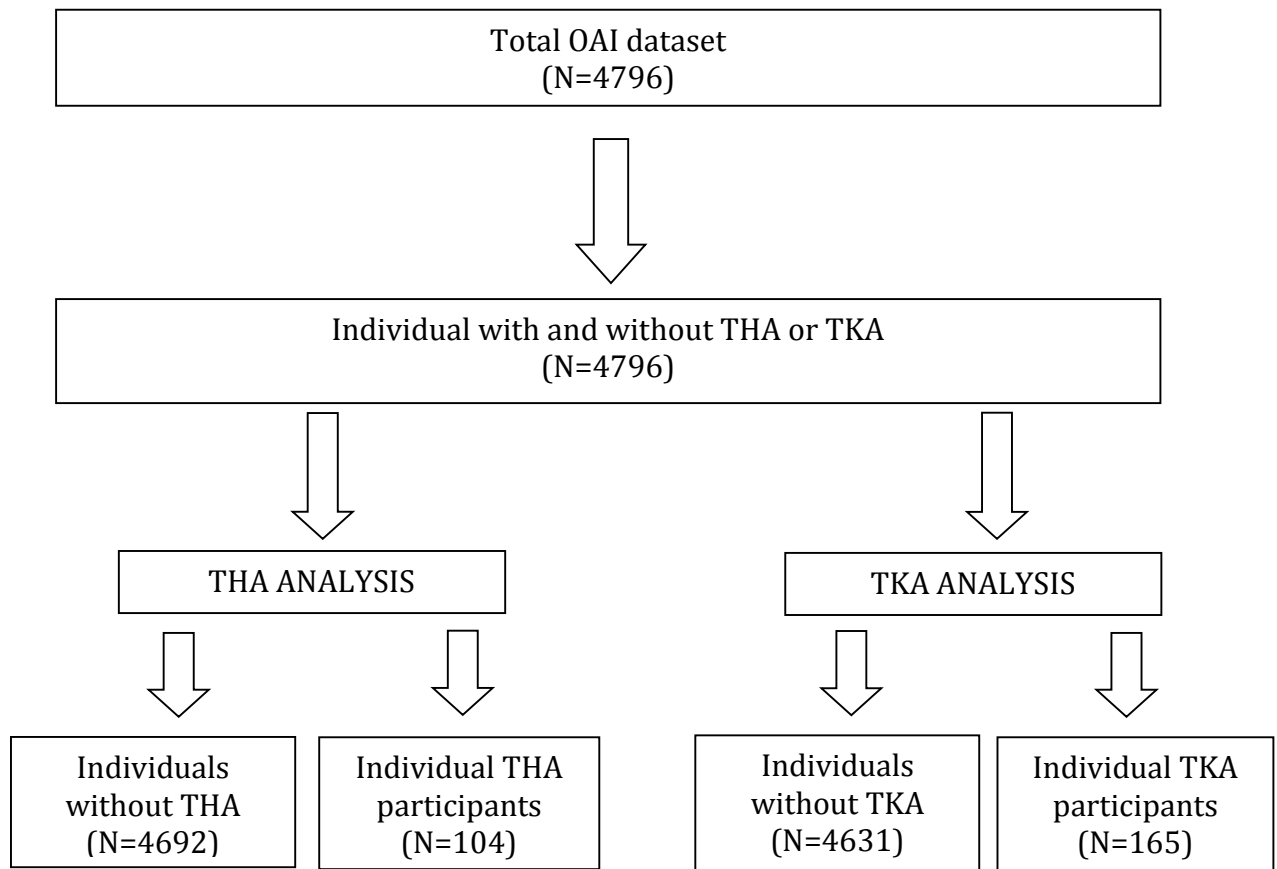 Total OAI dataset
(N=4796)
Individual with and without THA or TKA
(N=4796)
THA ANALYSIS
TKA ANALYSIS
Individuals
without THA
(N=4692)
Individual THA
participants
(N=104)
Individuals
without TKA
(N=4631)
Individual TKA
participants
(N=165)